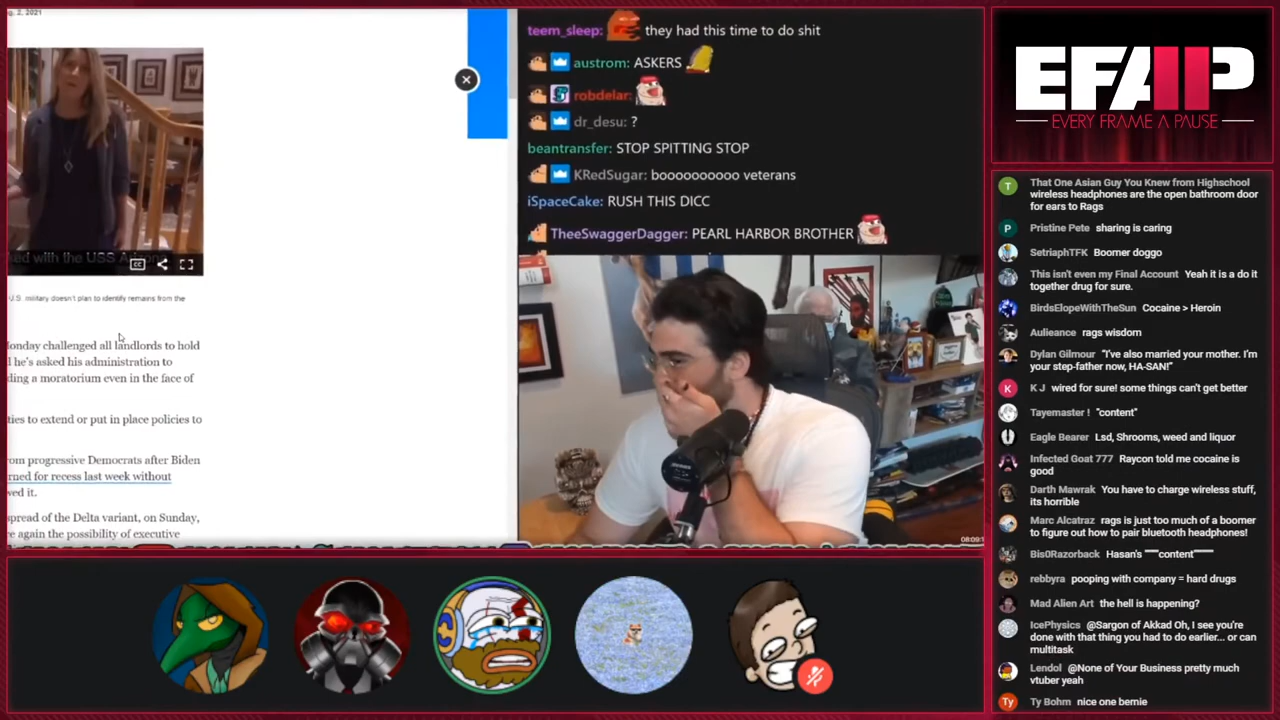 g. 2, 2021
ked with the USS Arizona
CC
U.S. military doesn't plan to identify remains from the
Monday challenged all landlords to hold
l he's asked his administration to
ding a moratorium even in the face of
ties to extend or put in place policies to
rom progressive Democrats after Biden
rned for recess last week without
ved it.
spread of the Delta variant, on Sunday,
re again the possibility of executive
teem_sleep: they had this time to do shit
austrom: ASKERS
robdelar:
dr_desu: ?
beantransfer: STOP SPITTING STOP
KRedSugar: boooooooooo veterans
iSpaceCake: RUSH THIS DICC
TheeSwaggerDagger: PEARL HARBOR BROTHER
EFAP
EVERY FRAME A PAUSE
T
That One Asian Guy You Knew from Highschool
wireless headphones are the open bathroom door
for ears to Rags
P
Pristine Pete sharing is caring
SetriaphTFK Boomer doggo
This isn't even my Final Account Yeah it is a do it
together drug for sure.
BirdsElopeWithTheSun Cocaine > Heroin
Aulieance rags wisdom
Dylan Gilmour "I've also married your mother. I'm
your step-father now, HA-SAN!"
K
K J wired for sure! some things can't get better
Tayemaster ! "content"
Eagle Bearer Lsd, Shrooms, weed and liquor
Infected Goat 777 Raycon told me cocaine is
good
Darth Mawrak You have to charge wireless stuff,
its horrible
Marc Alcatraz rags is just too much of a boomer
to figure out how to pair bluetooth headphones!
rebbyra pooping with company = hard drugs
Mad Alien Art the hell is happening?
IcePhysics @Sargon of Akkad Oh, I see you're
done with that thing you had to do earlier... or can
multitask
Lendol @None of Your Business pretty much
vtuber yeah
Ty
Ty Bohm nice one bernie